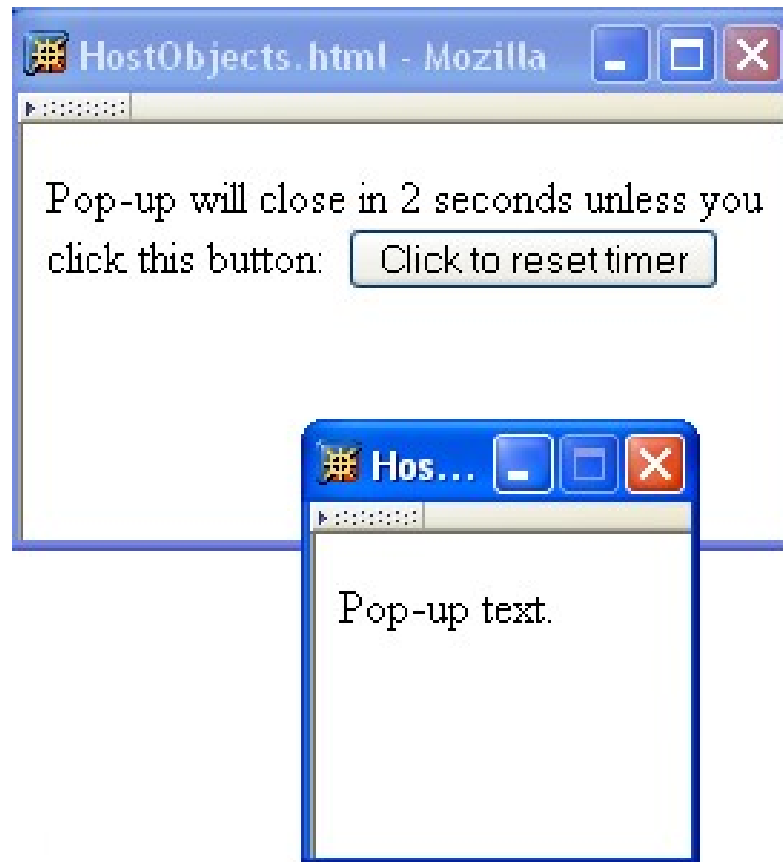 HostObjects.html - Mozilla
Pop-up will close in 2 seconds unless you
click this button: Click to reset timer
Hos...
Pop-up text.